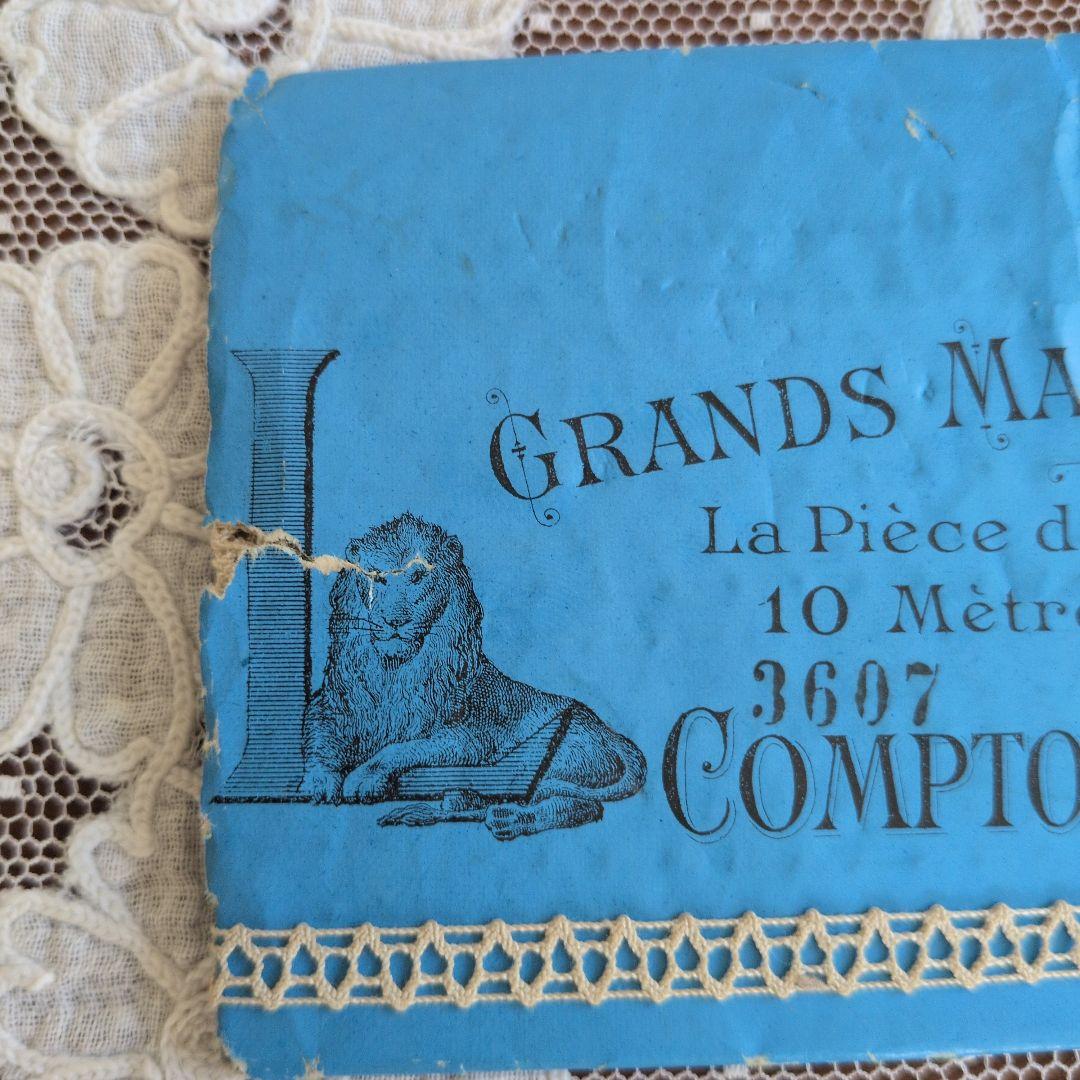 L
GRANDS MA
La Pièce d
10 Mètre
3607
COMPTO